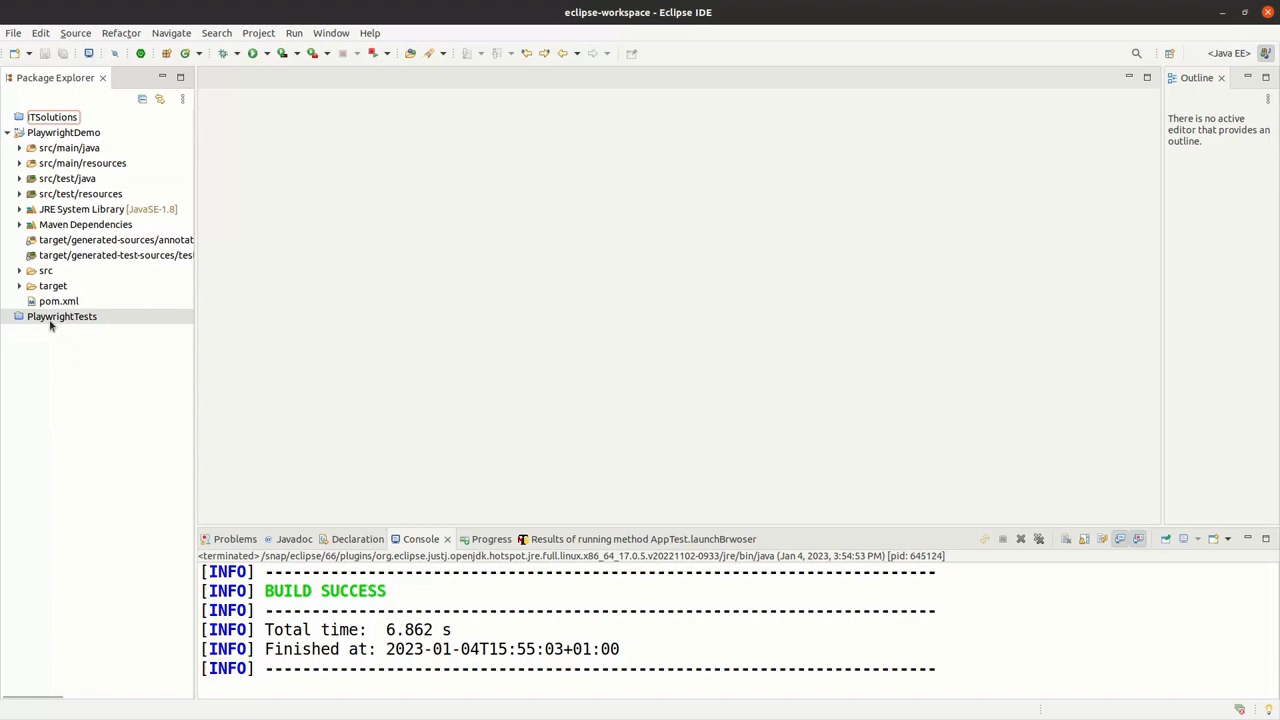 eclipse-workspace - Eclipse IDE
File Edit Source Refactor Navigate Search Project Run Window Help
<Java EE>
Package Explorer
Outline
There is no active
editor that provides an
outline.
ITSolutions
PlaywrightDemo
src/main/java
src/main/resources
src/test/java
src/test/resources
JRE System Library [JavaSE-1.8]
Maven Dependencies
target/generated-sources/annotat
target/generated-test-sources/tes
src
target
pom.xml
PlaywrightTests
Problems Javadoc Declaration Console Progress Results of running method AppTest.launchBrwoser
<terminated> /snap/eclipse/66/plugins/org.eclipse.justj.openjdk.hotspot.jre.full.linux.x86_64_17.0.5.v20221102-0933/jre/bin/java (Jan 4, 2023, 3:54:53 PM) [pid: 645124]
[INFO] ------------------------------------------------------------------------
[INFO] BUILD SUCCESS
[INFO] ------------------------------------------------------------------------
[INFO] Total time:  6.862 s
[INFO] Finished at: 2023-01-04T15:55:03+01:00
[INFO] ------------------------------------------------------------------------